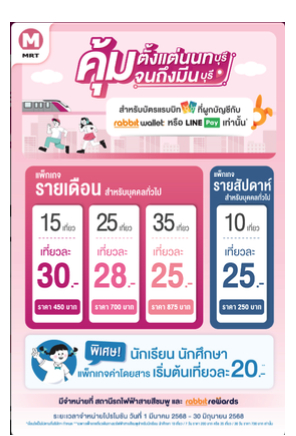 MRT
คุ้ม ตั้งแต่นนทบุรี
จนถึงมีนบุรี
สำหรับบัตรแรบบิท ที่ผูกบัญชีกับ
rabbit wallet หรือ LINE Pay เท่านั้น
แพ็กเกจ
รายเดือน สำหรับบุคคลทั่วไป
15 เที่ยว
เที่ยวละ
30.-
ราคา 450 บาท
25 เที่ยว
เที่ยวละ
28.-
ราคา 700 บาท
35 เที่ยว
เที่ยวละ
25.-
ราคา 875 บาท
แพ็กเกจ
รายสัปดาห์
สำหรับบุคคลทั่วไป
10 เที่ยว
เที่ยวละ
25.-
ราคา 250 บาท
พิเศษ! นักเรียน นักศึกษา
แพ็กเกจค่าโดยสาร เริ่มต้นเที่ยวละ 20.-
มีจำหน่ายที่ สถานีรถไฟฟ้าสายสีชมพู และ rabbit rewards
ระยะเวลาจำหน่ายโปรโมชัน วันที่ 1 มีนาคม 2568 - 30 มิถุนายน 2568